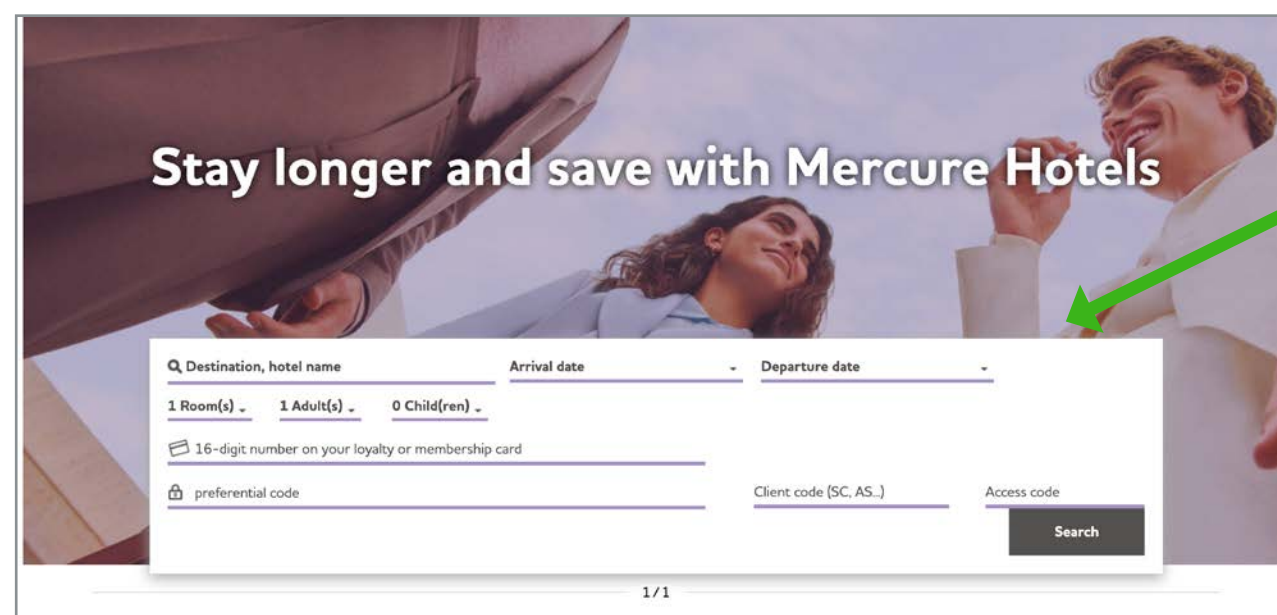 Stay longer and save with Mercure Hotels
Destination, hotel name Arrival date Departure date
1 Room(s) 1 Adult(s) 0 Child(ren)
16-digit number on your loyalty or membership card
preferential code Client code (SC, AS...) Access code
Search
1/1